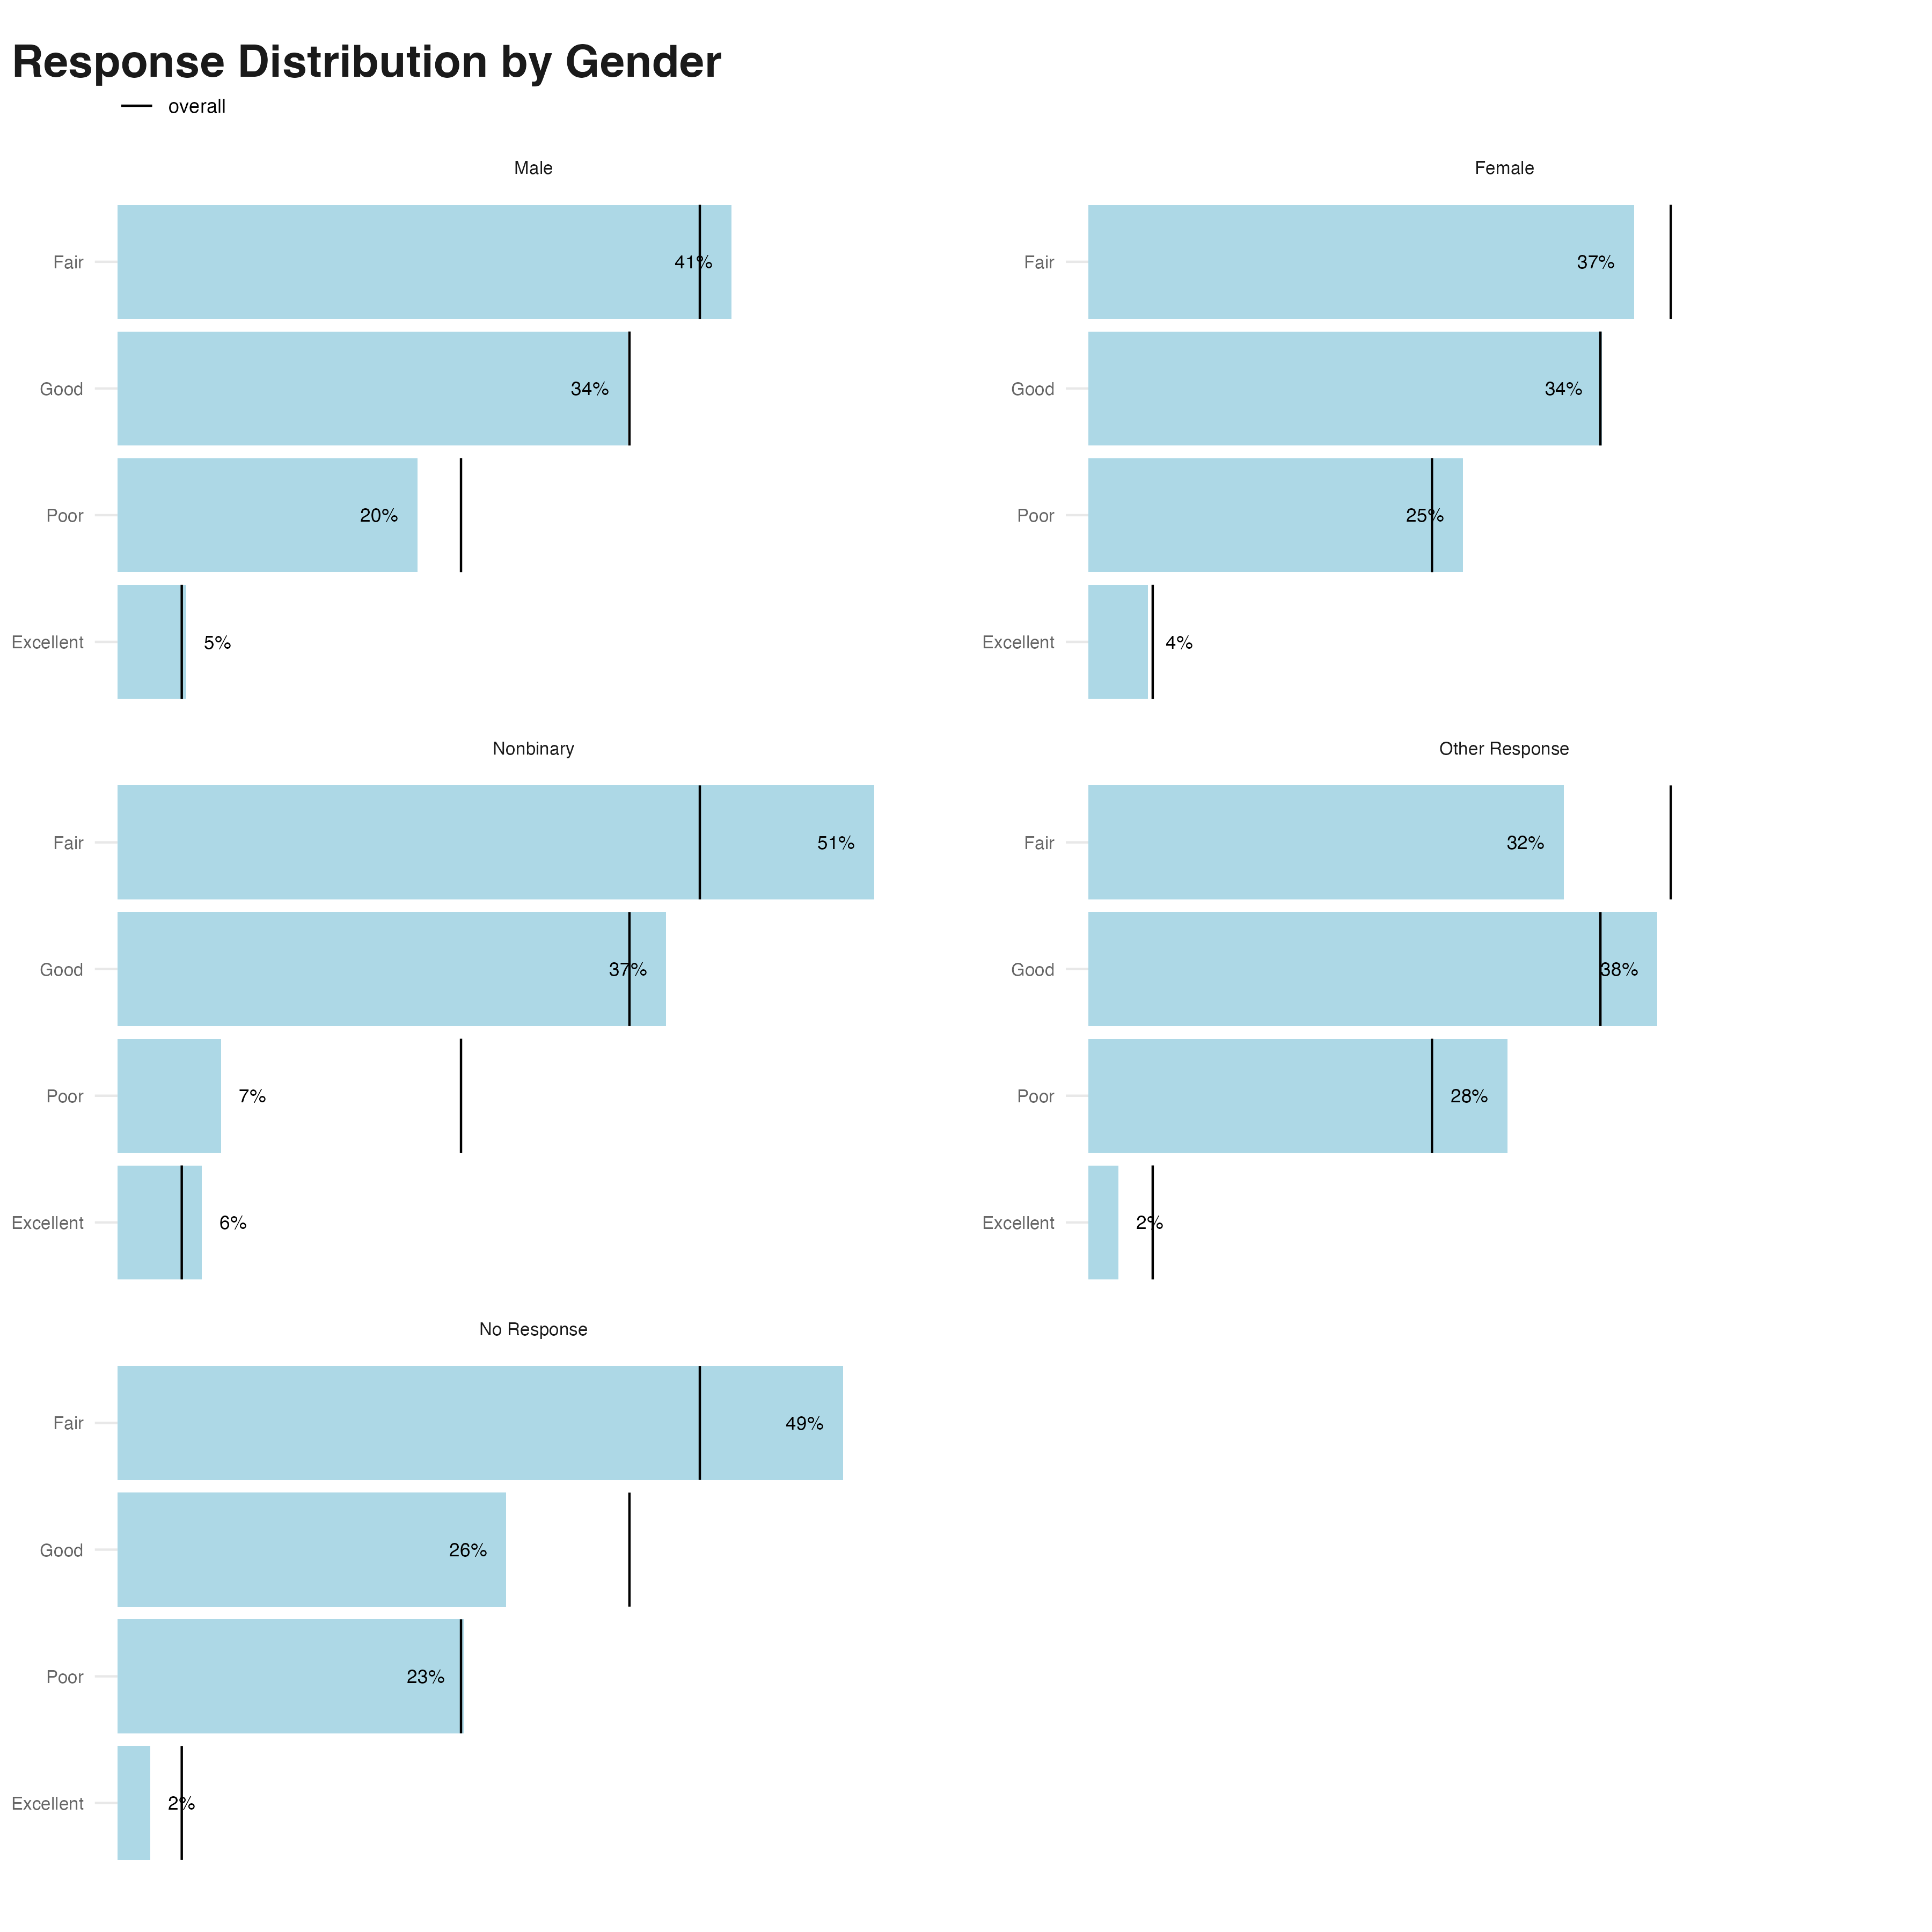 Response Distribution by Gender
overall
Male
Fair
41%
Good
34%
Poor
20%
Excellent
5%
Female
Fair
37%
Good
34%
Poor
25%
Excellent
4%
Nonbinary
Fair
51%
Good
37%
Poor
7%
Excellent
6%
Other Response
Fair
32%
Good
38%
Poor
28%
Excellent
2%
No Response
Fair
49%
Good
26%
Poor
23%
Excellent
2%